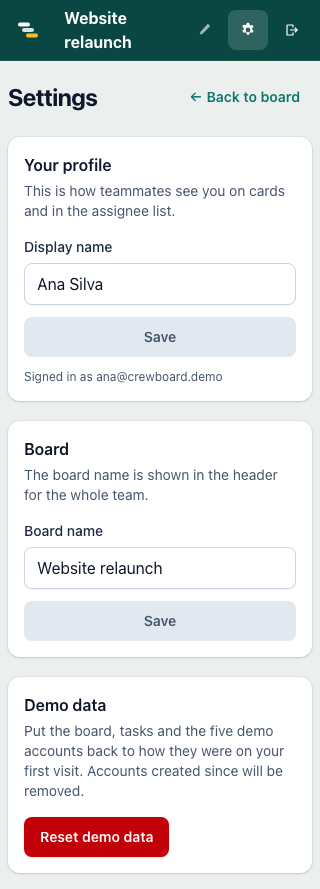 Website
relaunch
Settings
← Back to board
Your profile
This is how teammates see you on cards
and in the assignee list.
Display name
Ana Silva
Save
Signed in as ana@crewboard.demo
Board
The board name is shown in the header
for the whole team.
Board name
Website relaunch
Save
Demo data
Put the board, tasks and the five demo
accounts back to how they were on your
first visit. Accounts created since will be
removed.
Reset demo data